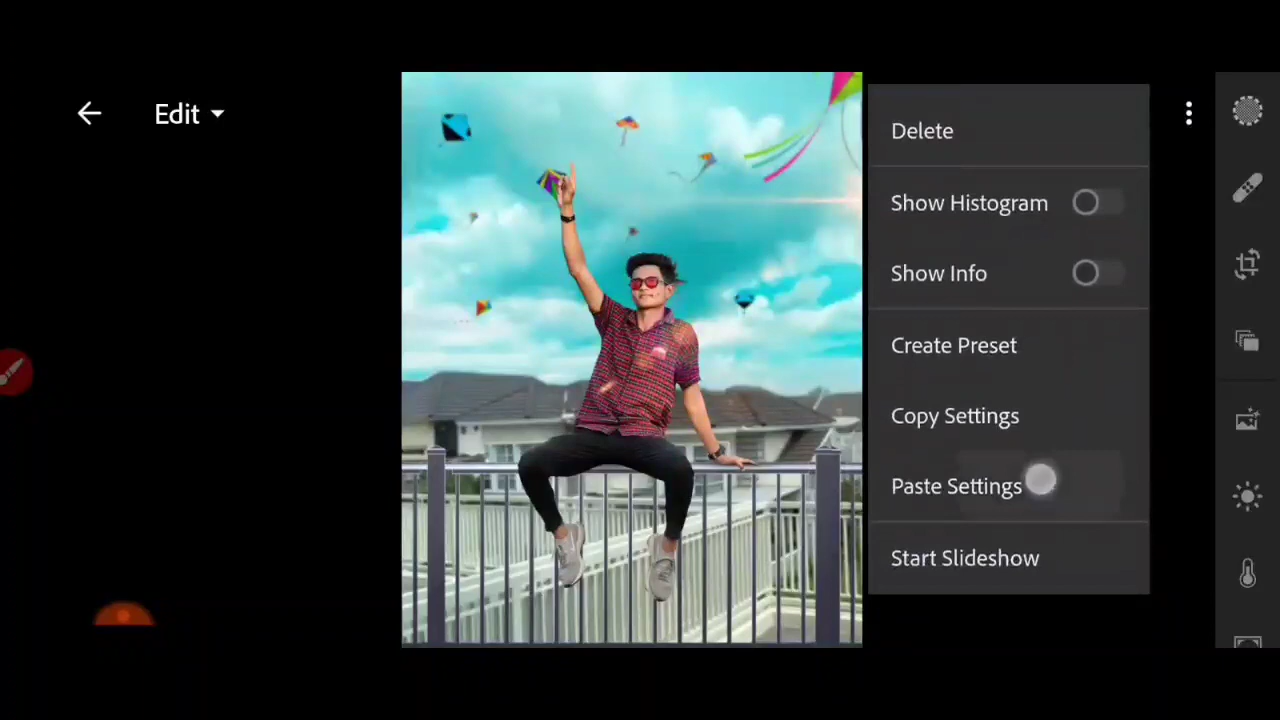 Edit
Delete
Show Histogram
Show Info
Create Preset
Copy Settings
Paste Settings
Start Slideshow